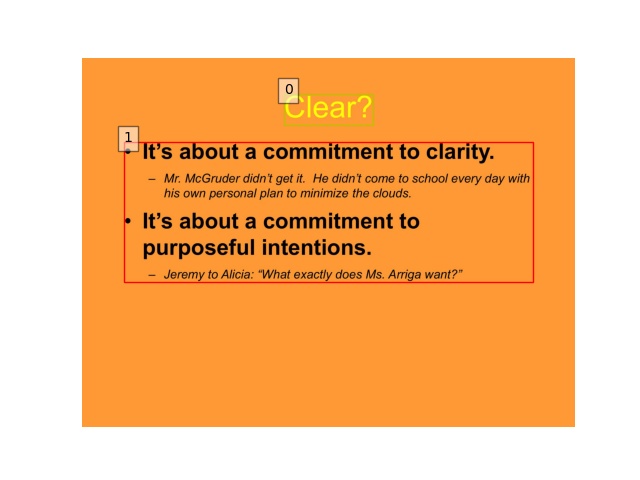 0
Clear?
1
• It’s about a commitment to clarity.
– Mr. McGruder didn’t get it.  He didn’t come to school every day with
his own personal plan to minimize the clouds.
• It’s about a commitment to
purposeful intentions.
– Jeremy to Alicia: “What exactly does Ms. Arriga want?”